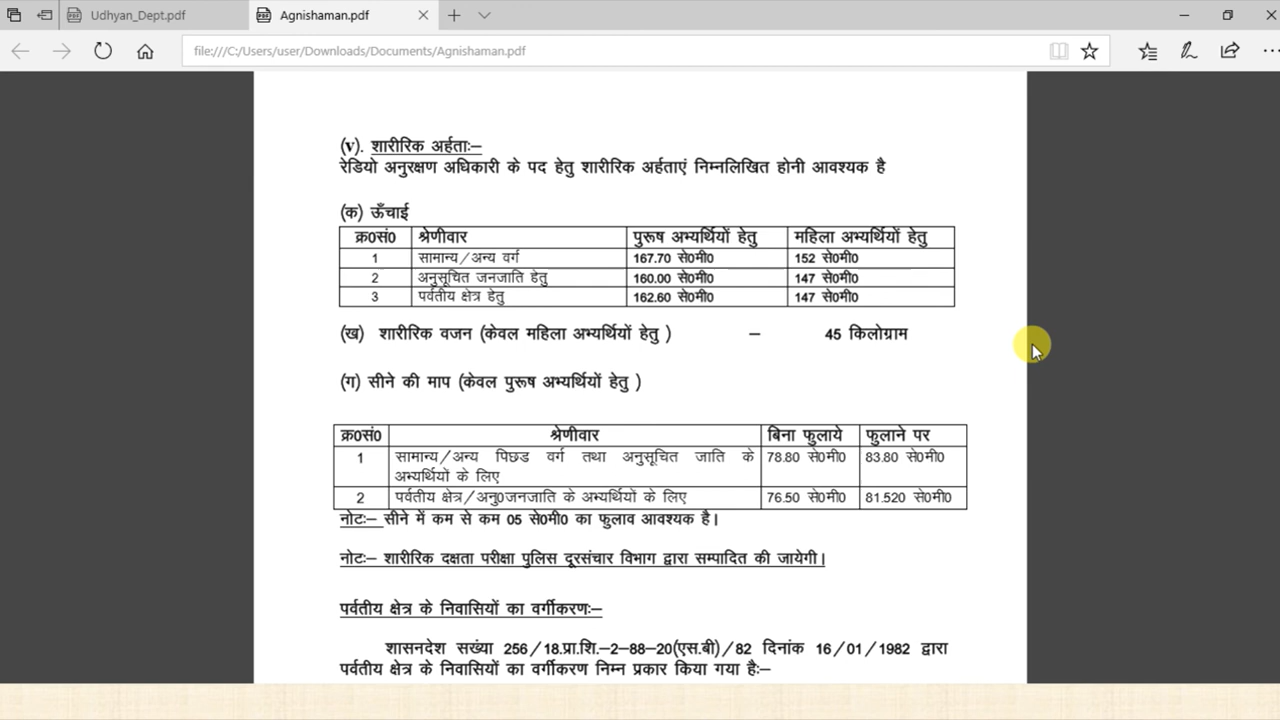 Udhyan_Dept.pdf
Agnishaman.pdf
file:///C:/Users/user/Downloads/Documents/Agnishaman.pdf
(v). शारीरिक अर्हताः–
रेडियो अनुरक्षण अधिकारी के पद हेतु शारीरिक अर्हताएं निम्नलिखित होनी आवश्यक है
(क) ऊँचाई
क्र0सं0 श्रेणीवार पुरूष अभ्यर्थियों हेतु महिला अभ्यर्थियों हेतु
1 सामान्य/अन्य वर्ग 167.70 से0मी0 152 से0मी0
2 अनुसूचित जनजाति हेतु 160.00 से0मी0 147 से0मी0
3 पर्वतीय क्षेत्र हेतु 162.60 से0मी0 147 से0मी0
(ख) शारीरिक वजन (केवल महिला अभ्यर्थियों हेतु ) – 45 किलोग्राम
(ग) सीने की माप (केवल पुरूष अभ्यर्थियों हेतु )
क्र0सं0 श्रेणीवार बिना फुलाये फुलाने पर
1 सामान्य/अन्य पिछड वर्ग तथा अनुसूचित जाति के 78.80 से0मी0 83.80 से0मी0
अभ्यर्थियों के लिए
2 पर्वतीय क्षेत्र/अनु0जनजाति के अभ्यर्थियों के लिए 76.50 से0मी0 81.520 से0मी0
नोटः– सीने में कम से कम 05 से0मी0 का फुलाव आवश्यक है।
नोटः– शारीरिक दक्षता परीक्षा पुलिस दूरसंचार विभाग द्वारा सम्पादित की जायेगी।
पर्वतीय क्षेत्र के निवासियों का वर्गीकरणः–
शासनदेश सख्ंया 256/18.प्रा.शि.–2–88–20(एस.बी)/82 दिनांक 16/01/1982 द्वारा
पर्वतीय क्षेत्र के निवासियों का वर्गीकरण निम्न प्रकार किया गया हैः–